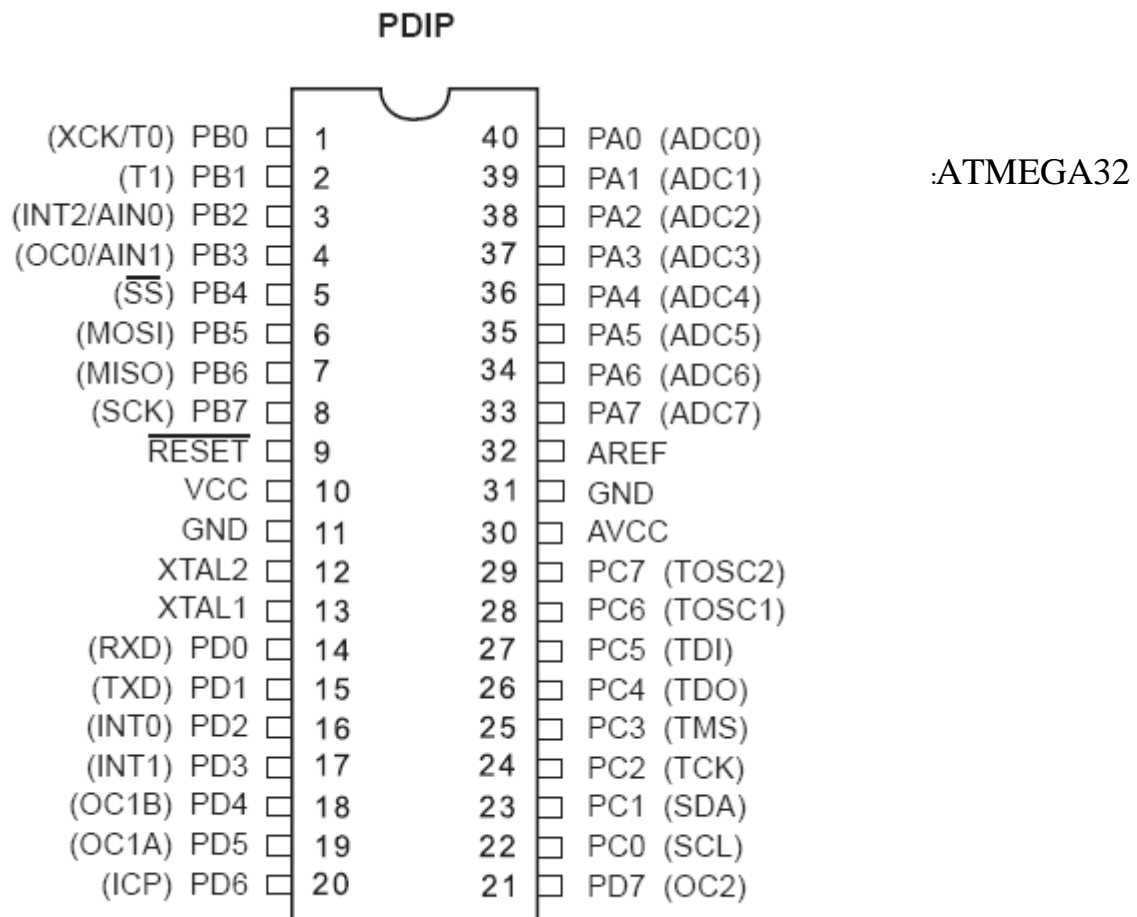 PDIP
:ATMEGA32
(XCK/T0) PB0 1 40 PA0 (ADC0)
(T1) PB1 2 39 PA1 (ADC1)
(INT2/AIN0) PB2 3 38 PA2 (ADC2)
(OC0/AIN1) PB3 4 37 PA3 (ADC3)
(S̅S̅) PB4 5 36 PA4 (ADC4)
(MOSI) PB5 6 35 PA5 (ADC5)
(MISO) PB6 7 34 PA6 (ADC6)
(SCK) PB7 8 33 PA7 (ADC7)
R̅E̅S̅E̅T̅ 9 32 AREF
VCC 10 31 GND
GND 11 30 AVCC
XTAL2 12 29 PC7 (TOSC2)
XTAL1 13 28 PC6 (TOSC1)
(RXD) PD0 14 27 PC5 (TDI)
(TXD) PD1 15 26 PC4 (TDO)
(INT0) PD2 16 25 PC3 (TMS)
(INT1) PD3 17 24 PC2 (TCK)
(OC1B) PD4 18 23 PC1 (SDA)
(OC1A) PD5 19 22 PC0 (SCL)
(ICP) PD6 20 21 PD7 (OC2)